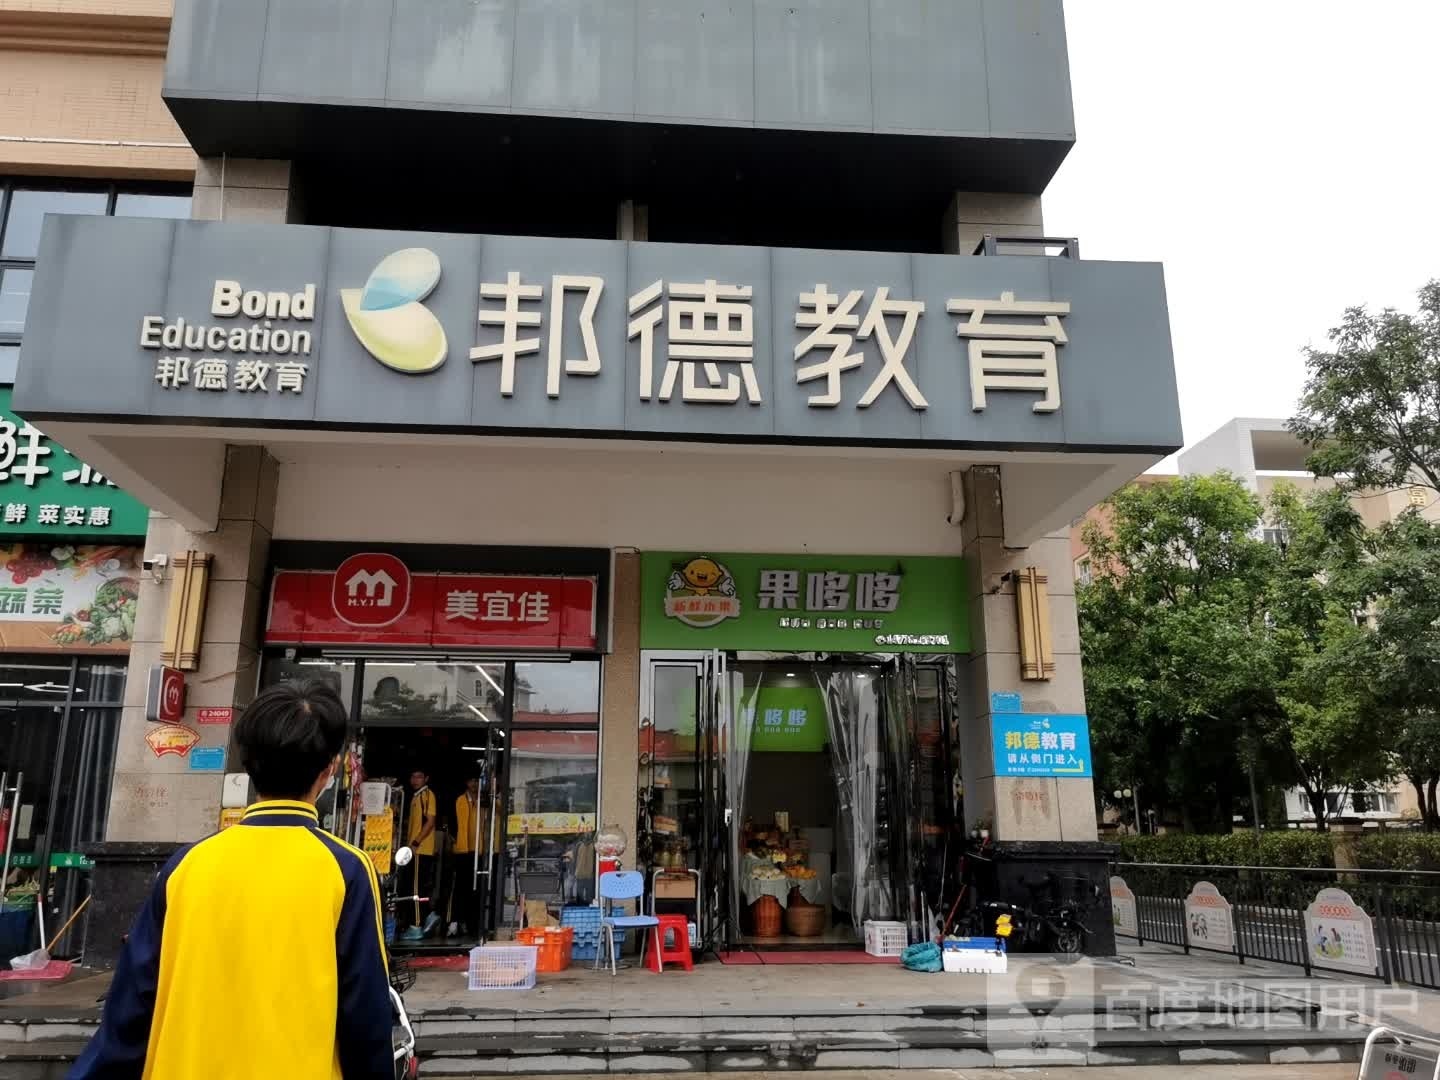 Bond
Education
邦德教育
邦德教育
鲜
鲜 菜实惠
蔬菜
M.Y.J
美宜佳
新鲜水果
果哆哆
果哆哆
24049
邦德教育
请从侧门进入
百度地图用户